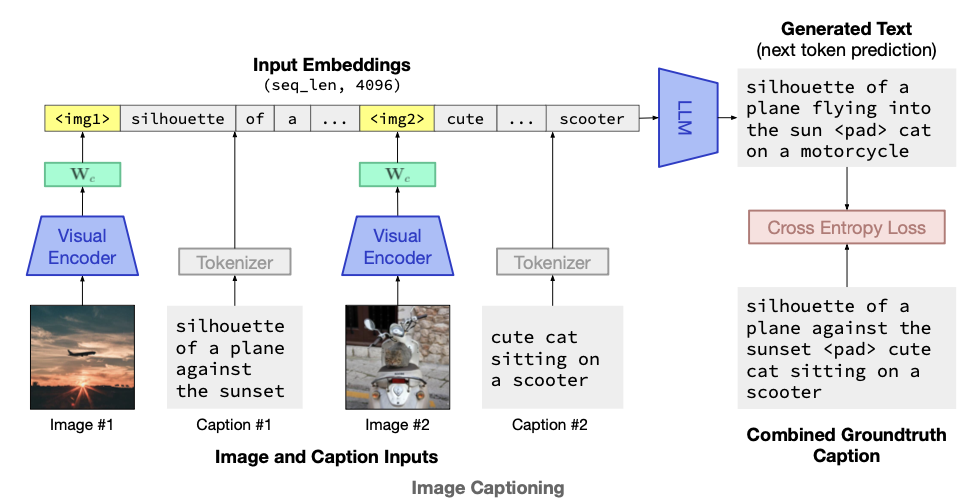 Generated Text
(next token prediction)
Input Embeddings
(seq_len, 4096)
<img1> silhouette of a ... <img2> cute ... scooter
LLM
silhouette of a
plane flying into
the sun <pad> cat
on a motorcycle
W_c
W_c
Cross Entropy Loss
Visual
Encoder
Tokenizer
Visual
Encoder
Tokenizer
silhouette
of a plane
against
the sunset
cute cat
sitting on
a scooter
silhouette of a
plane against the
sunset <pad> cute
cat sitting on a
scooter
Image #1
Caption #1
Image #2
Caption #2
Combined Groundtruth
Caption
Image and Caption Inputs
Image Captioning